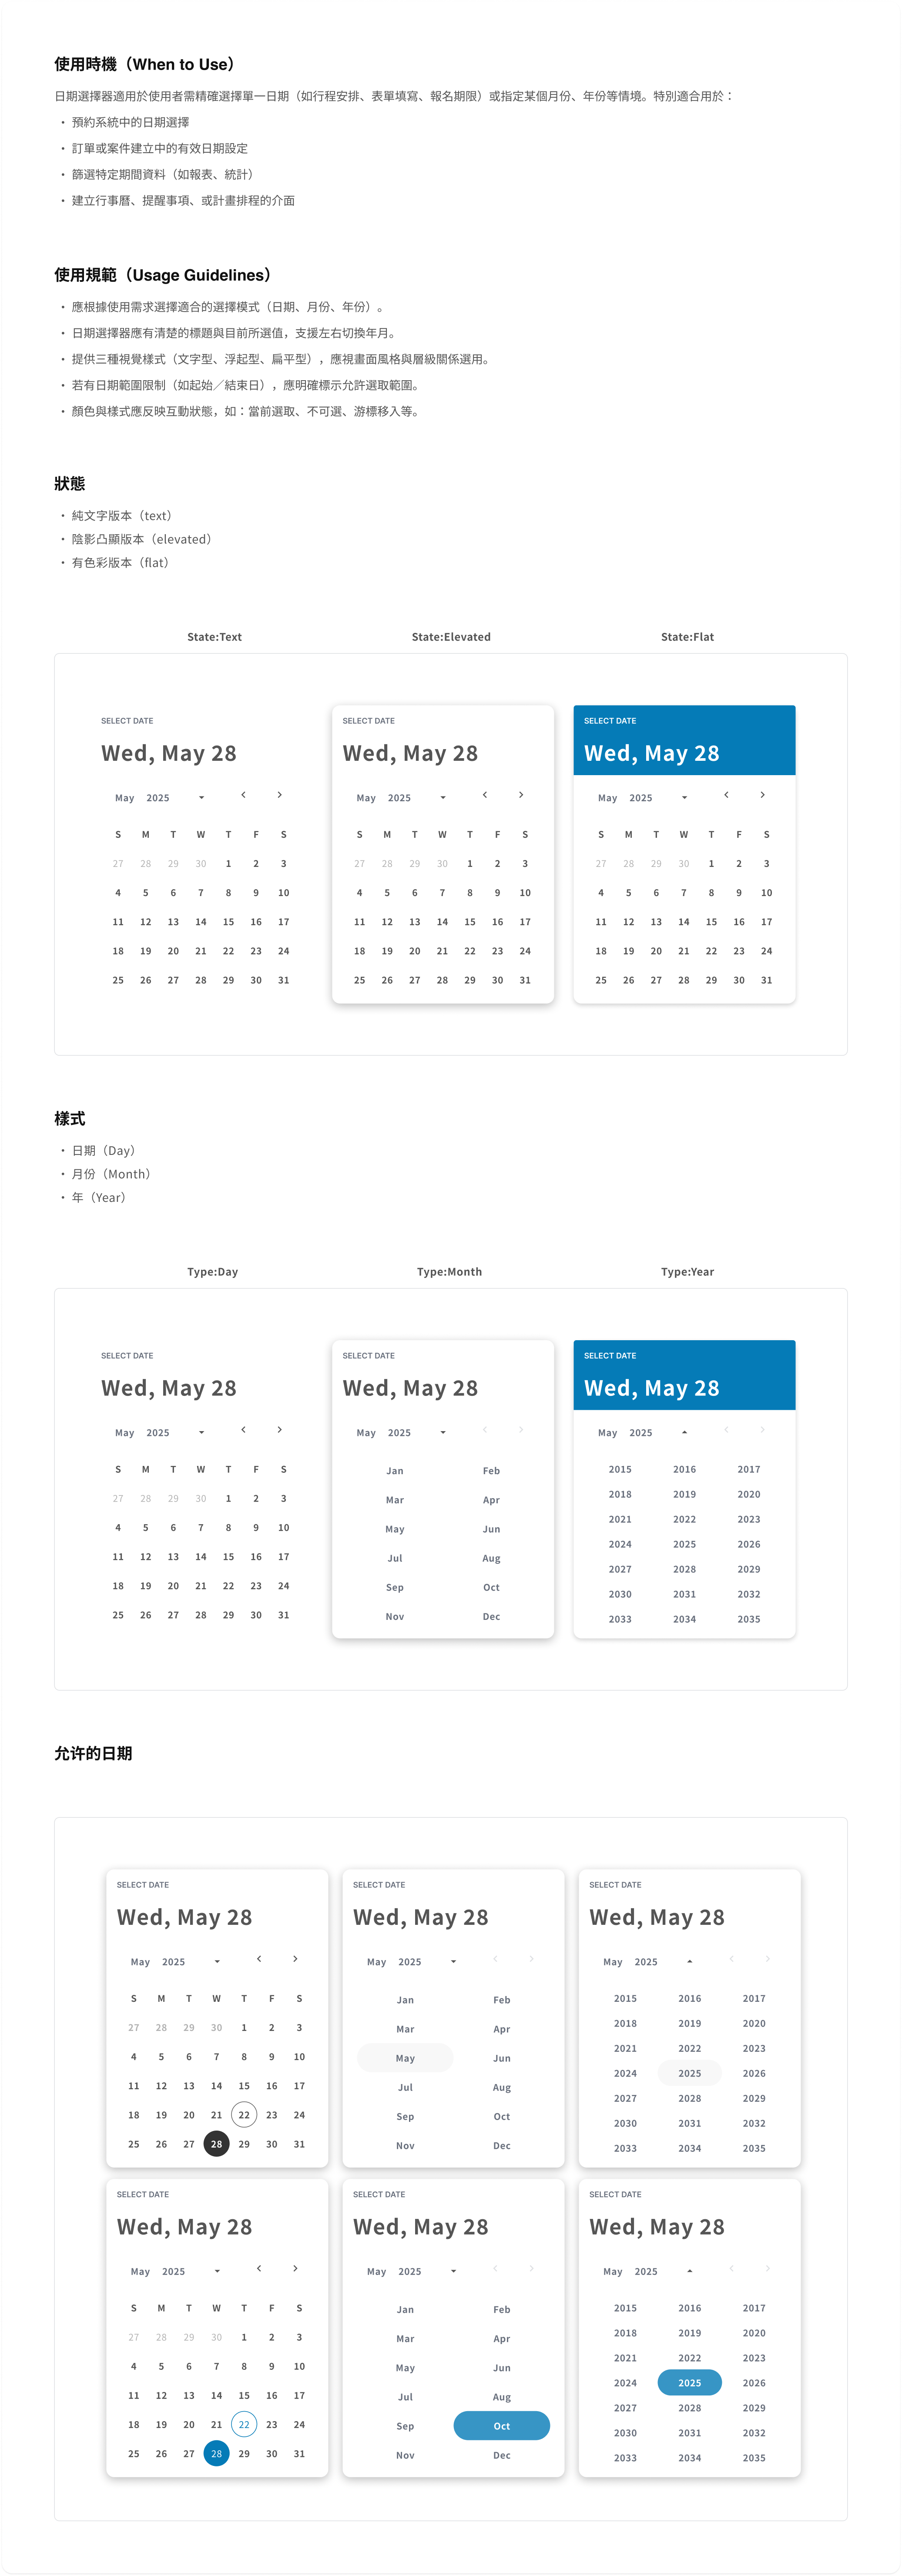 使用時機（When to Use）
日期選擇器適用於使用者需精確選擇單一日期（如行程安排、表單填寫、報名期限）或指定某個月份、年份等情境。特別適合用於：
・ 預約系統中的日期選擇
・ 訂單或案件建立中的有效日期設定
・ 篩選特定期間資料（如報表、統計）
・ 建立行事曆、提醒事項、或計畫排程的介面
使用規範（Usage Guidelines）
・ 應根據使用需求選擇適合的選擇模式（日期、月份、年份）。
・ 日期選擇器應有清楚的標題與目前所選值，支援左右切換年月。
・ 提供三種視覺樣式（文字型、浮起型、扁平型），應視畫面風格與層級關係選用。
・ 若有日期範圍限制（如起始／結束日），應明確標示允許選取範圍。
・ 顏色與樣式應反映互動狀態，如：當前選取、不可選、游標移入等。
狀態
・ 純文字版本（text）
・ 陰影凸顯版本（elevated）
・ 有色彩版本（flat）
State:Text State:Elevated State:Flat
SELECT DATE
Wed, May 28
May 2025
S M T W T F S
27 28 29 30 1 2 3
4 5 6 7 8 9 10
11 12 13 14 15 16 17
18 19 20 21 22 23 24
25 26 27 28 29 30 31
SELECT DATE
Wed, May 28
May 2025
S M T W T F S
27 28 29 30 1 2 3
4 5 6 7 8 9 10
11 12 13 14 15 16 17
18 19 20 21 22 23 24
25 26 27 28 29 30 31
SELECT DATE
Wed, May 28
May 2025
S M T W T F S
27 28 29 30 1 2 3
4 5 6 7 8 9 10
11 12 13 14 15 16 17
18 19 20 21 22 23 24
25 26 27 28 29 30 31
樣式
・ 日期（Day）
・ 月份（Month）
・ 年（Year）
Type:Day Type:Month Type:Year
SELECT DATE
Wed, May 28
May 2025
S M T W T F S
27 28 29 30 1 2 3
4 5 6 7 8 9 10
11 12 13 14 15 16 17
18 19 20 21 22 23 24
25 26 27 28 29 30 31
SELECT DATE
Wed, May 28
May 2025
Jan Feb
Mar Apr
May Jun
Jul Aug
Sep Oct
Nov Dec
SELECT DATE
Wed, May 28
May 2025
2015 2016 2017
2018 2019 2020
2021 2022 2023
2024 2025 2026
2027 2028 2029
2030 2031 2032
2033 2034 2035
允许的日期
SELECT DATE
Wed, May 28
May 2025
S M T W T F S
27 28 29 30 1 2 3
4 5 6 7 8 9 10
11 12 13 14 15 16 17
18 19 20 21 22 23 24
25 26 27 28 29 30 31
SELECT DATE
Wed, May 28
May 2025
Jan Feb
Mar Apr
May Jun
Jul Aug
Sep Oct
Nov Dec
SELECT DATE
Wed, May 28
May 2025
2015 2016 2017
2018 2019 2020
2021 2022 2023
2024 2025 2026
2027 2028 2029
2030 2031 2032
2033 2034 2035
SELECT DATE
Wed, May 28
May 2025
S M T W T F S
27 28 29 30 1 2 3
4 5 6 7 8 9 10
11 12 13 14 15 16 17
18 19 20 21 22 23 24
25 26 27 28 29 30 31
SELECT DATE
Wed, May 28
May 2025
Jan Feb
Mar Apr
May Jun
Jul Aug
Sep Oct
Nov Dec
SELECT DATE
Wed, May 28
May 2025
2015 2016 2017
2018 2019 2020
2021 2022 2023
2024 2025 2026
2027 2028 2029
2030 2031 2032
2033 2034 2035